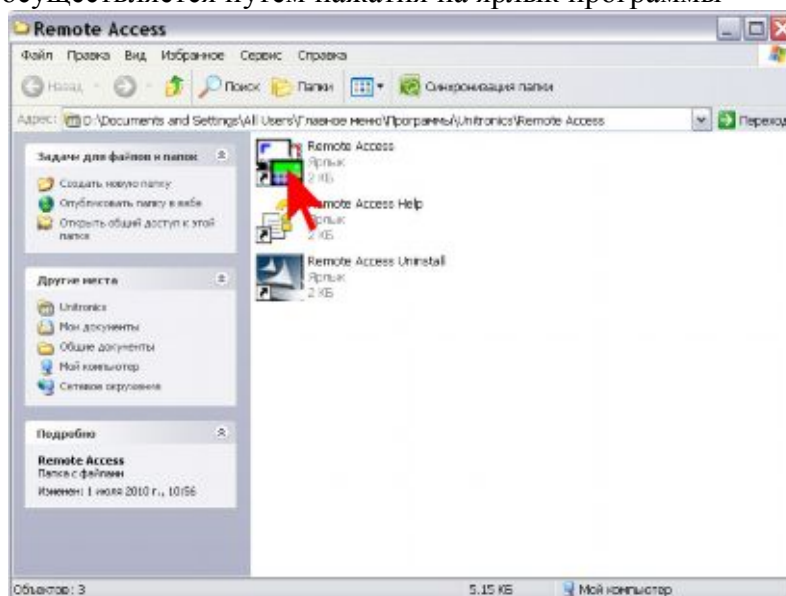 осуществляется путем нажатия на ярлык программы
Remote Access
Файл Правка Вид Избранное Сервис Справка
Назад Поиск Папки Синхронизация папки
Адрес: D:\Documents and Settings\All Users\Главное меню\Программы\Unitronics\Remote Access Переход
Задачи для файлов и папок
Создать новую папку
Опубликовать папку в вебе
Открыть общий доступ к этой
папке
Другие места
Unitronics
Мои документы
Общие документы
Мой компьютер
Сетевое окружение
Подробно
Remote Access
Папка с файлами
Изменен: 1 июля 2010 г., 10:56
Remote Access
Ярлык
2 КБ
Remote Access Help
Ярлык
2 КБ
Remote Access Uninstall
Ярлык
2 КБ
Объектов: 3 5,15 КБ Мой компьютер